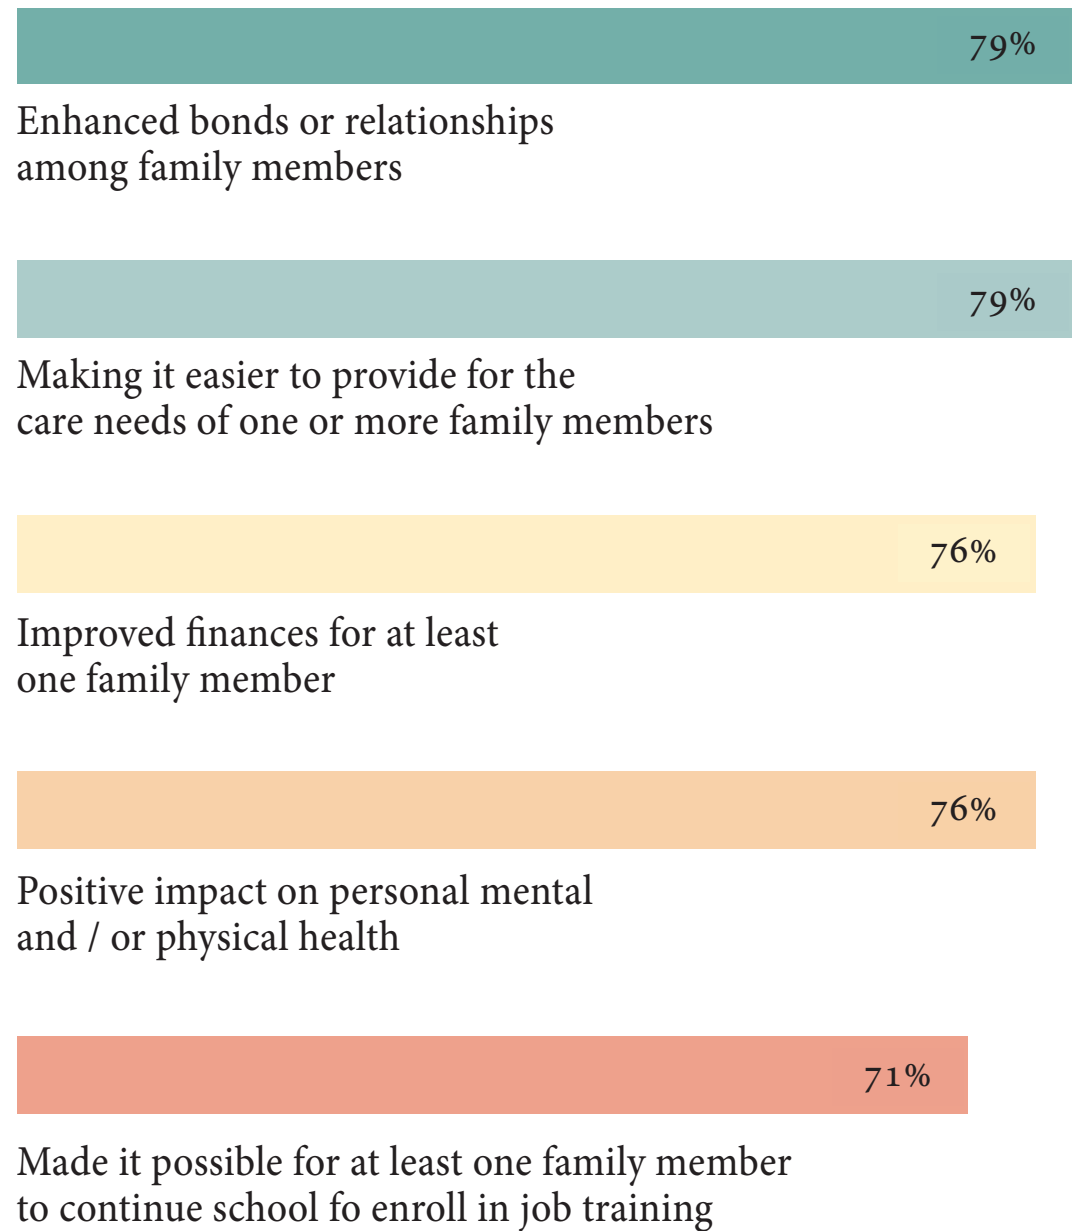 79%
Enhanced bonds or relationships
among family members
79%
Making it easier to provide for the
care needs of one or more family members
76%
Improved finances for at least
one family member
76%
Positive impact on personal mental
and / or physical health
71%
Made it possible for at least one family member
to continue school fo enroll in job training